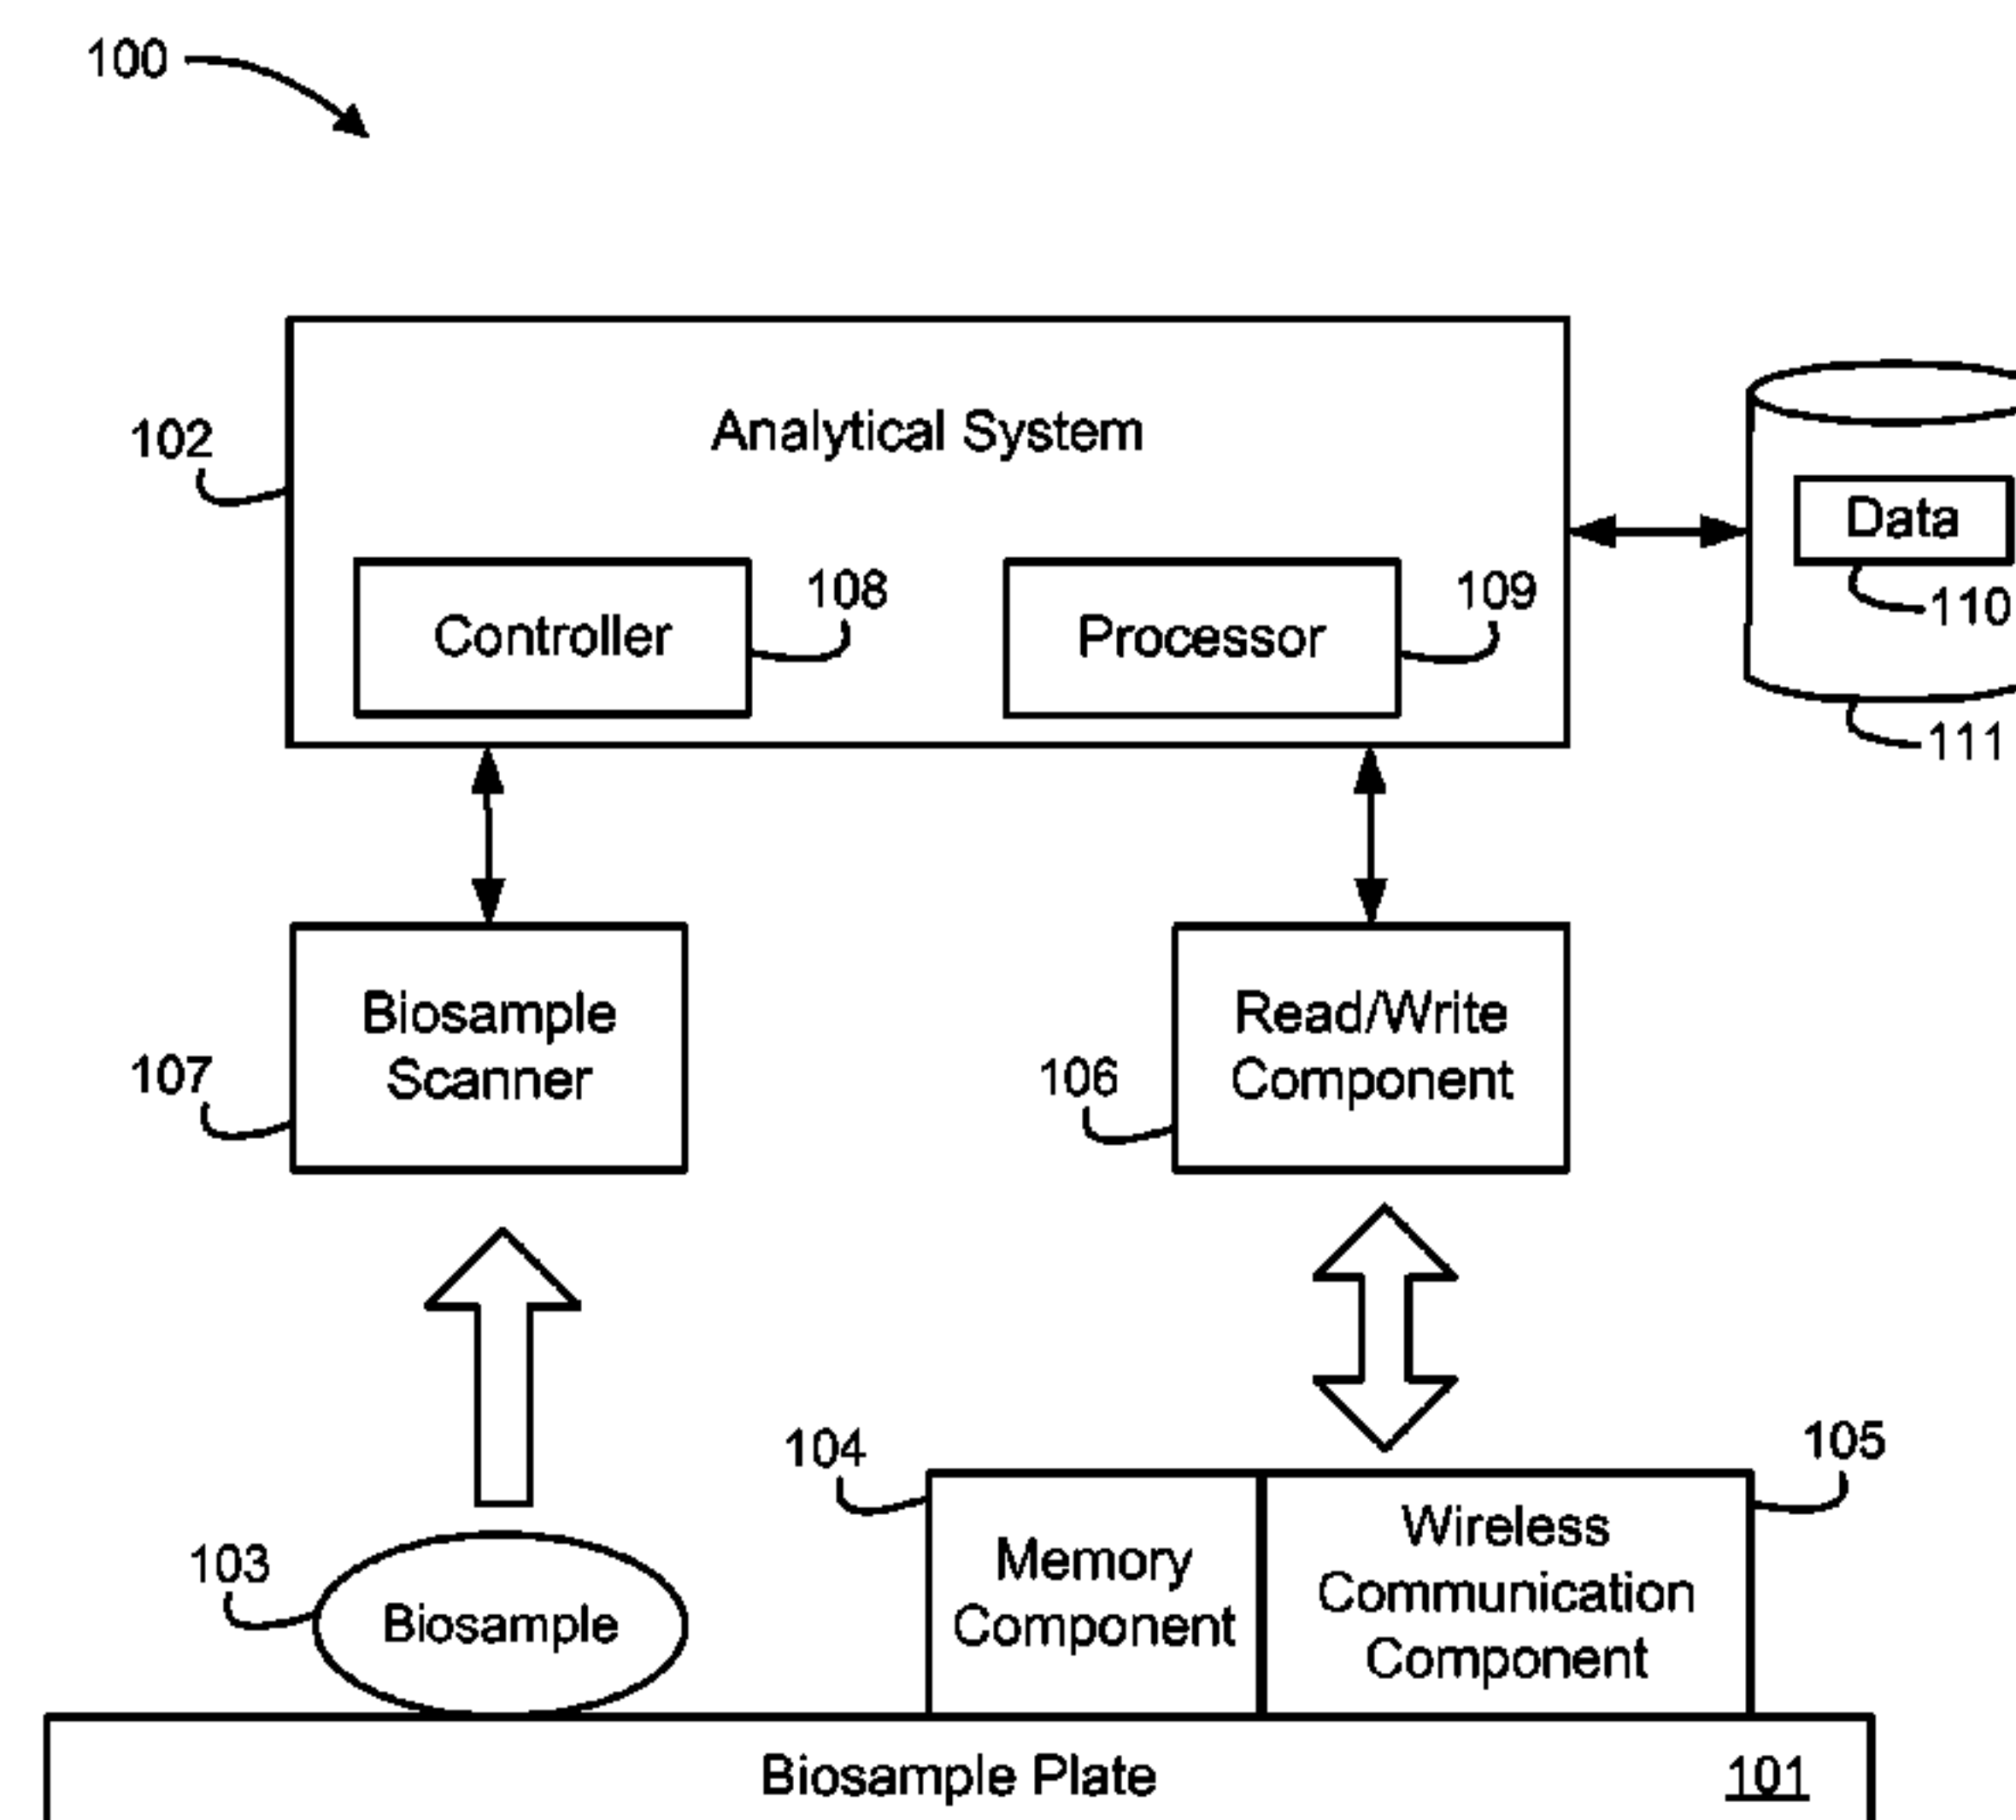 100
Analytical System
102
Data
110
Controller
108
Processor
109
111
Biosample
Scanner
107
Read/Write
Component
106
104
105
103
Biosample
Memory
Component
Wireless
Communication
Component
Biosample Plate
101